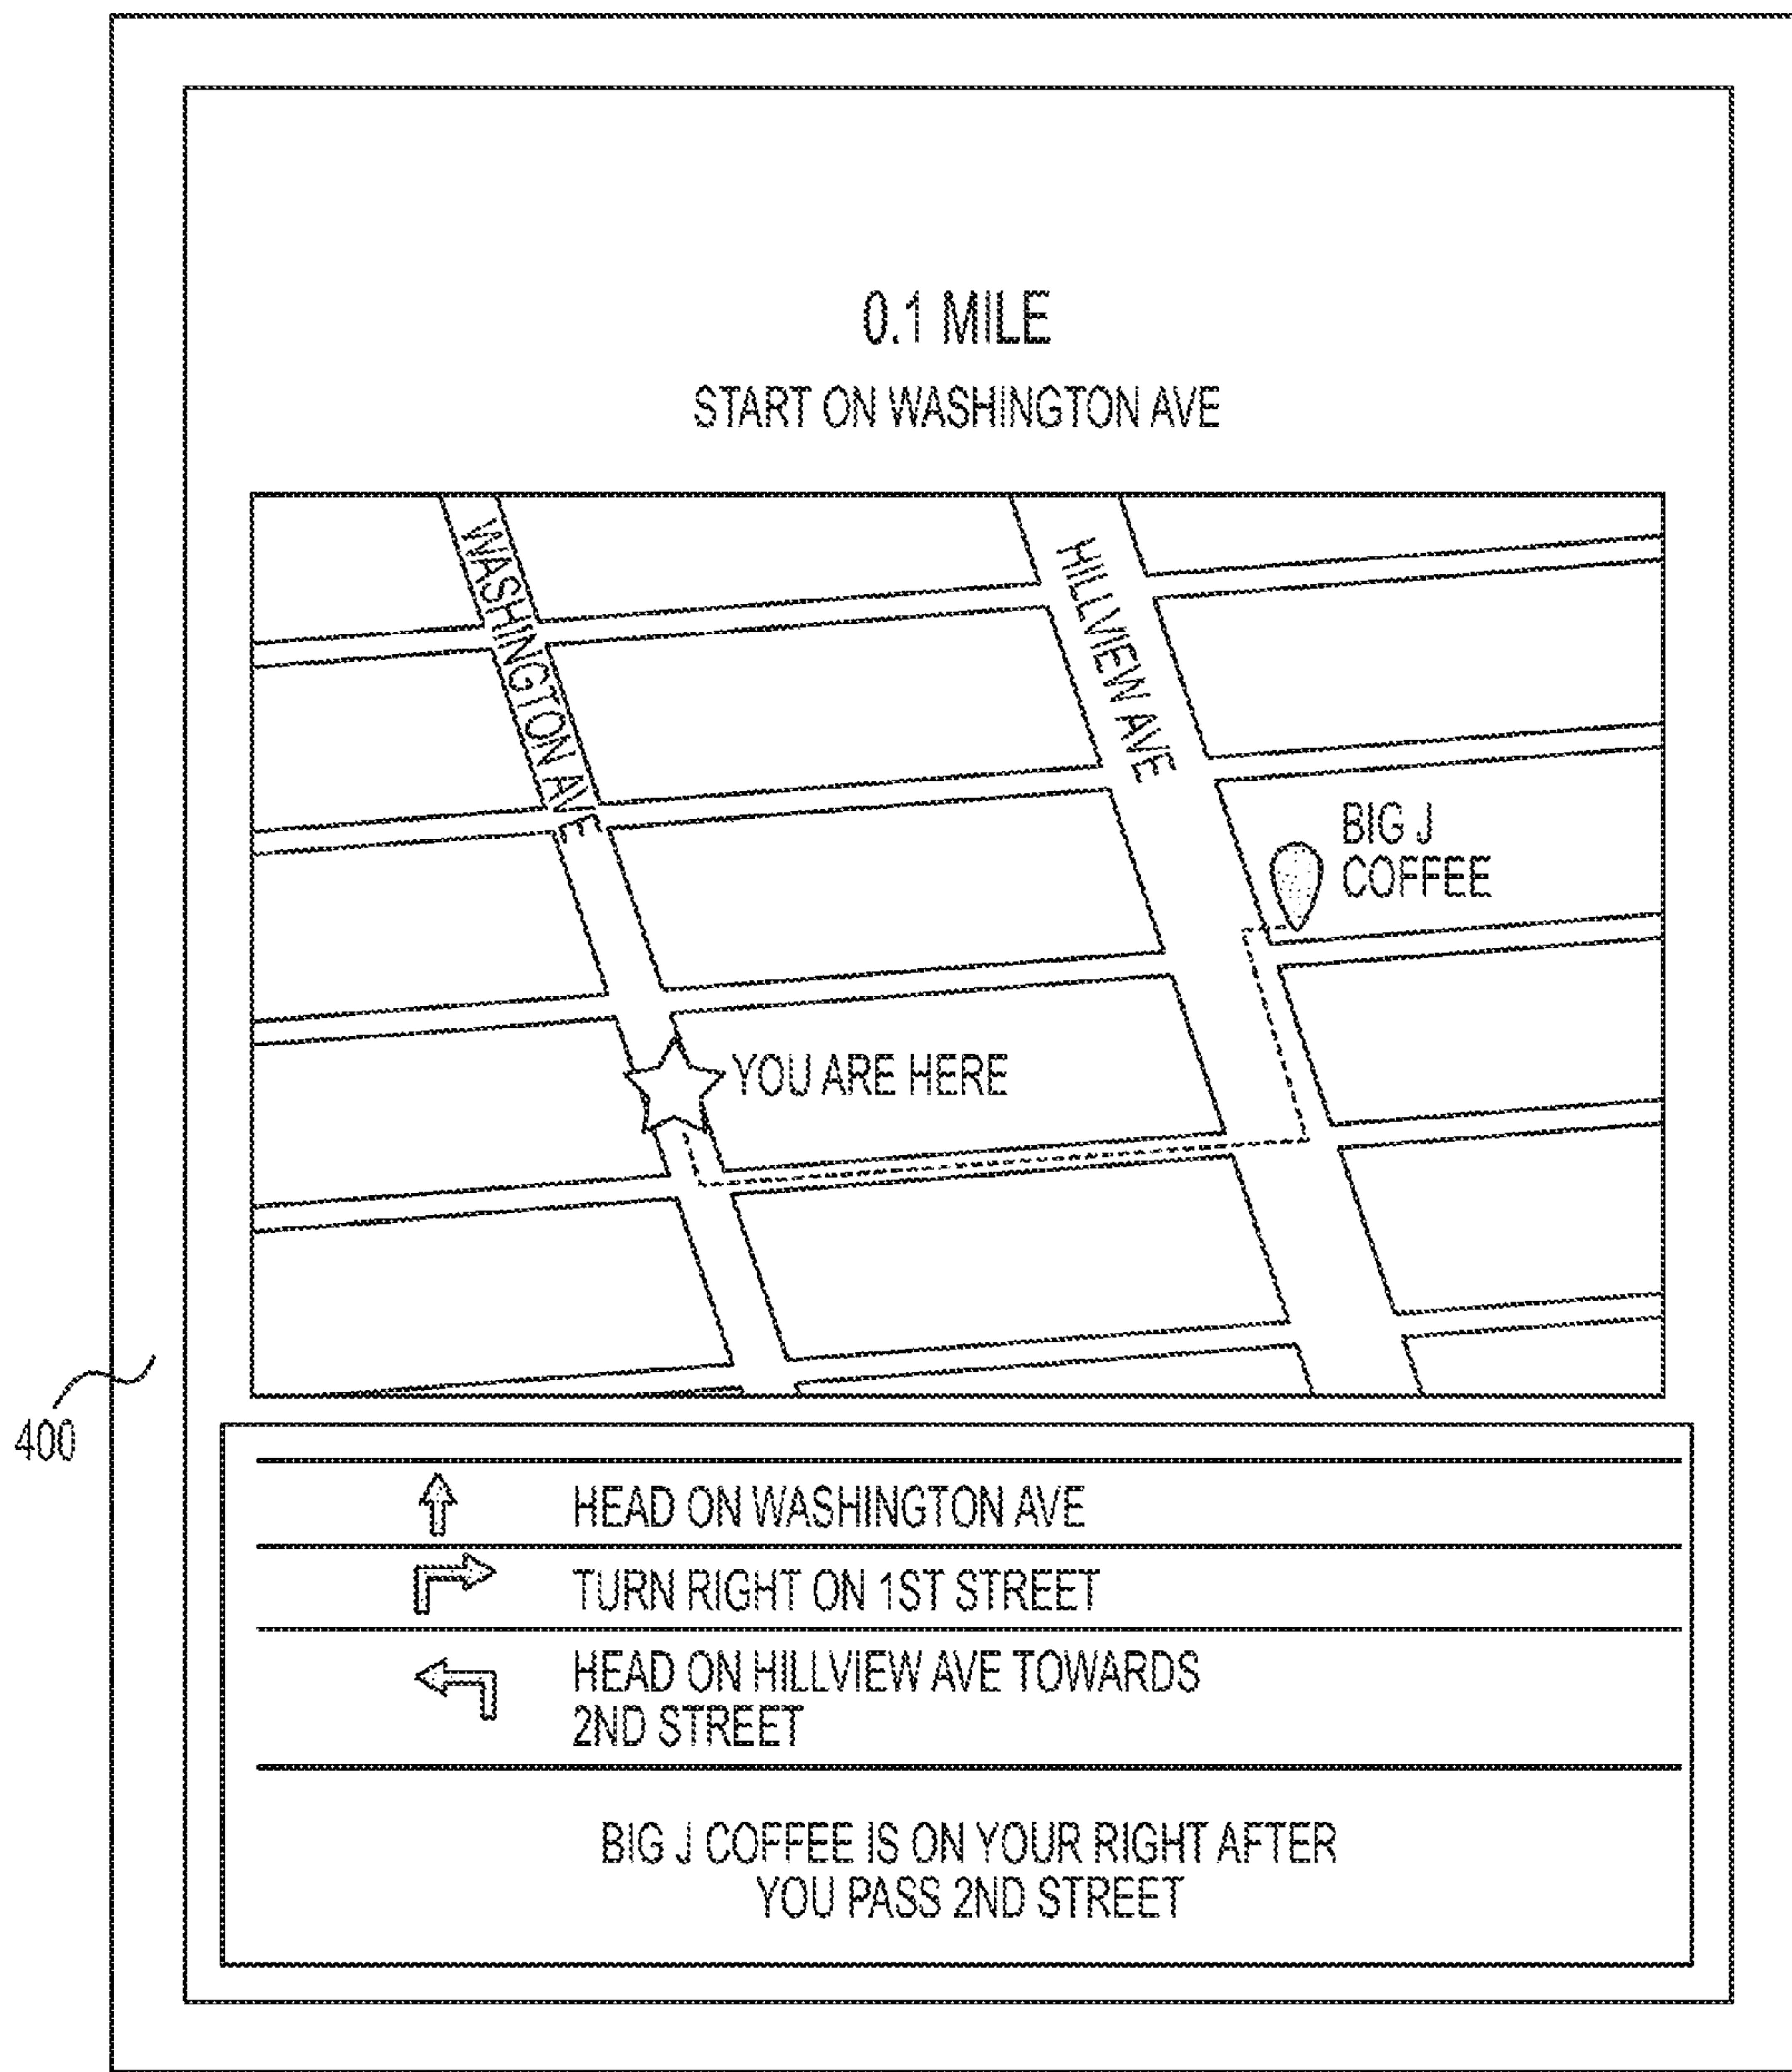 0.1 MILE
START ON WASHINGTON AVE
WASHINGTON AVE
HILLVIEW AVE
BIG J
COFFEE
YOU ARE HERE
400
HEAD ON WASHINGTON AVE
TURN RIGHT ON 1ST STREET
HEAD ON HILLVIEW AVE TOWARDS
2ND STREET
BIG J COFFEE IS ON YOUR RIGHT AFTER
YOU PASS 2ND STREET